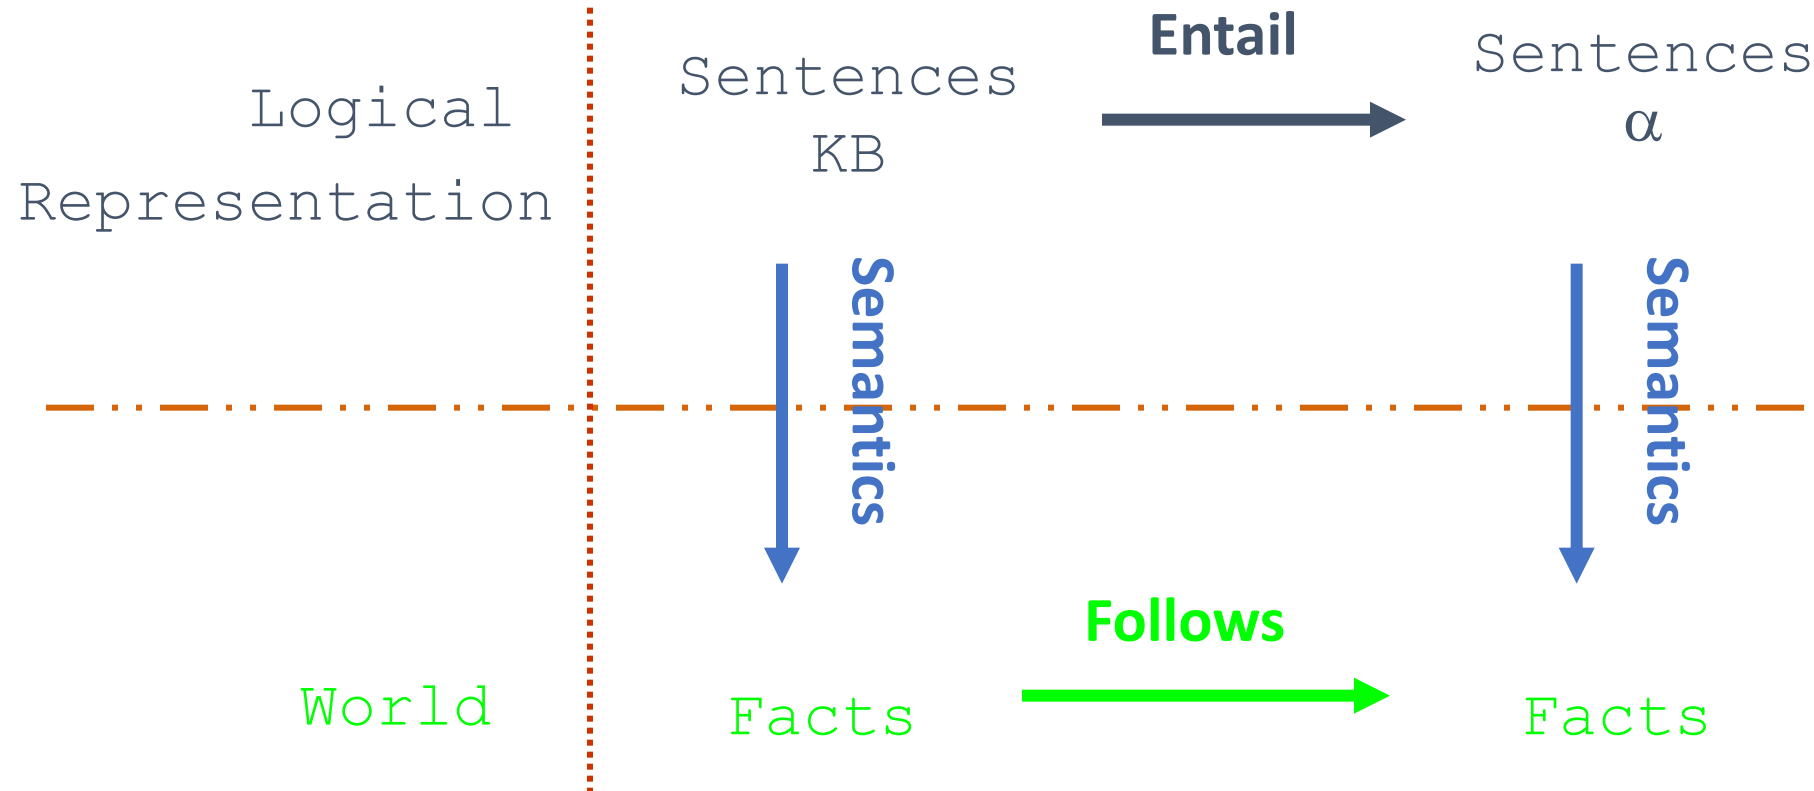 Logical
Representation
Sentences
KB
Entail
Sentences
α
Semantics
Semantics
World
Facts
Follows
Facts